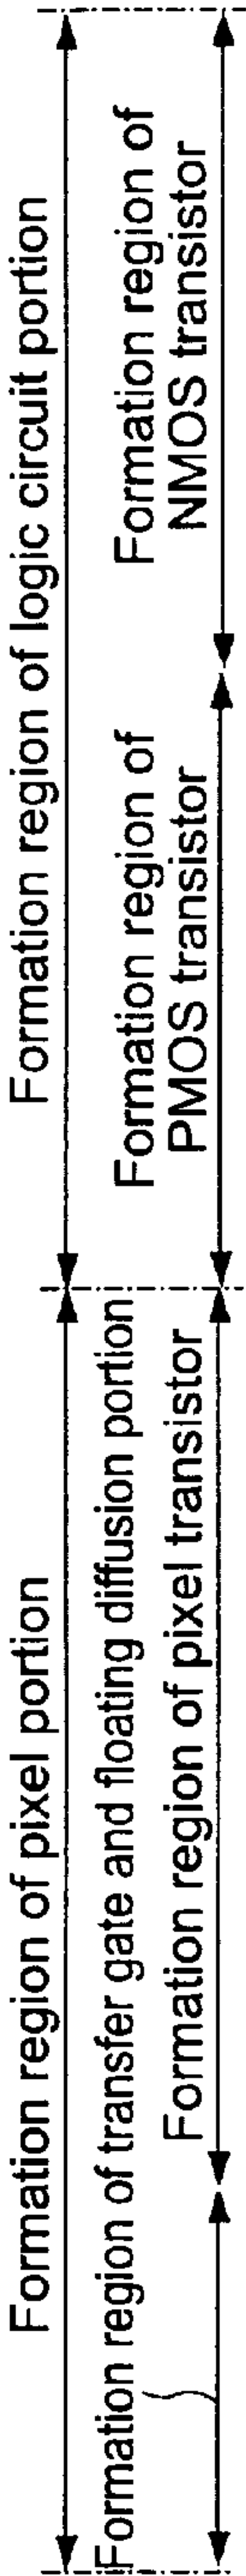 Formation region of pixel portion
Formation region of logic circuit portion
Formation region of transfer gate and floating diffusion portion
Formation region of pixel transistor
Formation region of
PMOS transistor
Formation region of
NMOS transistor